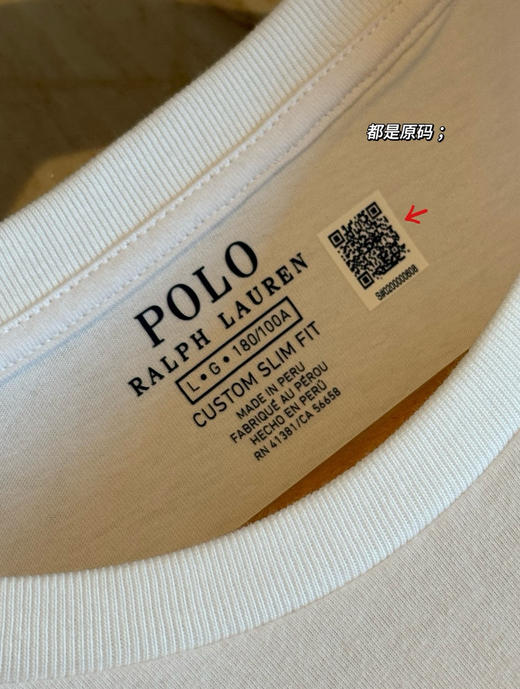 都是原码；
POLO
RALPH LAUREN
L•G•180/100A
CUSTOM SLIM FIT
MADE IN PERU
FABRIQUÉ AU PÉROU
HECHO EN PERÚ
RN 41381/CA 56658
S#0200000608